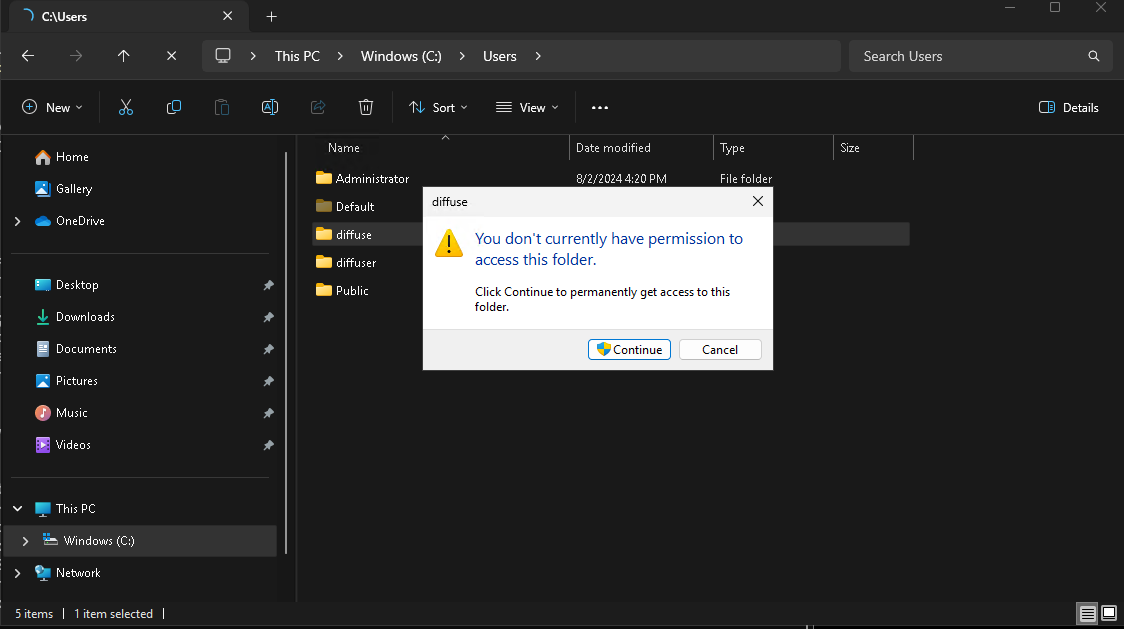 C:\Users
This PC
Windows (C:)
Users
Search Users
New
Sort
View
Details
Home
Gallery
OneDrive
Desktop
Downloads
Documents
Pictures
Music
Videos
This PC
Windows (C:)
Network
Name
Date modified
Type
Size
Administrator
8/2/2024 4:20 PM
File folder
Default
diffuse
diffuser
Public
diffuse
You don't currently have permission to
access this folder.
Click Continue to permanently get access to this
folder.
Continue
Cancel
5 items
1 item selected